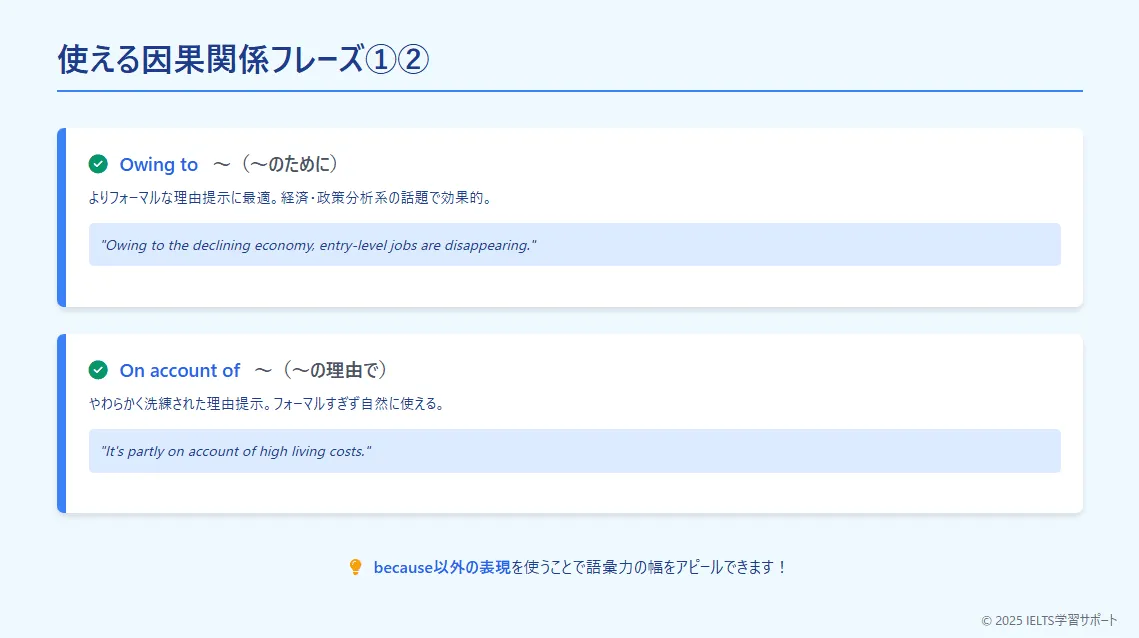 使える因果関係フレーズ①②
Owing to ～（～のために）
よりフォーマルな理由提示に最適。経済・政策分析系の話題で効果的。
"Owing to the declining economy, entry-level jobs are disappearing."
On account of ～（～の理由で）
やわらかく洗練された理由提示。フォーマルすぎず自然に使える。
"It's partly on account of high living costs."
because以外の表現を使うことで語彙力の幅をアピールできます！
© 2025 IELTS学習サポート